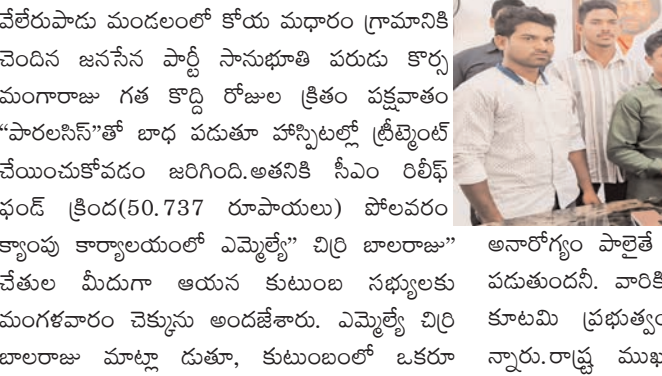 వేలేరుపాడు మండలంలో కోయ మధారం గ్రామానికి
చెందిన జనసేన పార్టీ సానుభూతి పరుడు కొర్స
మంగారాజు గత కొద్ది రోజుల క్రితం పక్షవాతం
“పారలసిస్”తో బాధ పడుతూ హాస్పిటల్లో ట్రీట్మెంట్
చేయించుకోవడం జరిగింది.అతనికి సీఎం రిలీఫ్
ఫండ్ క్రింద(50.737 రూపాయలు) పోలవరం
క్యాంపు కార్యాలయంలో ఎమ్మెల్యే” చిర్రి బాలరాజు”
చేతుల మీదుగా ఆయన కుటుంబ సభ్యులకు
మంగళవారం చెక్కును అందజేశారు. ఎమ్మెల్యే చిర్రి
బాలరాజు మాట్లా డుతూ, కుటుంబంలో ఒకరూ
అనారోగ్యం పాలైతే
పడుతుందనీ. వారికి
కూటమి ప్రభుత్వం
న్నారు.రాష్ట్ర ముఖ